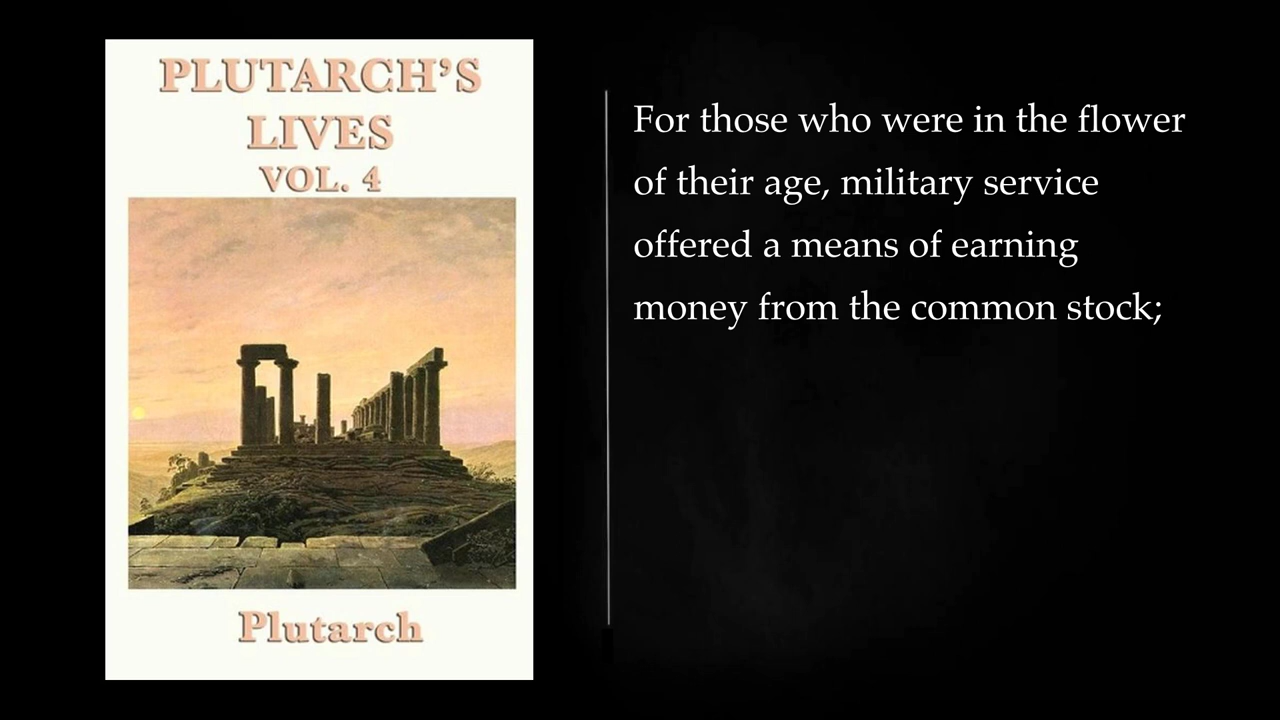 PLUTARCH'S
LIVES
VOL. 4
Plutarch
For those who were in the flower
of their age, military service
offered a means of earning
money from the common stock;